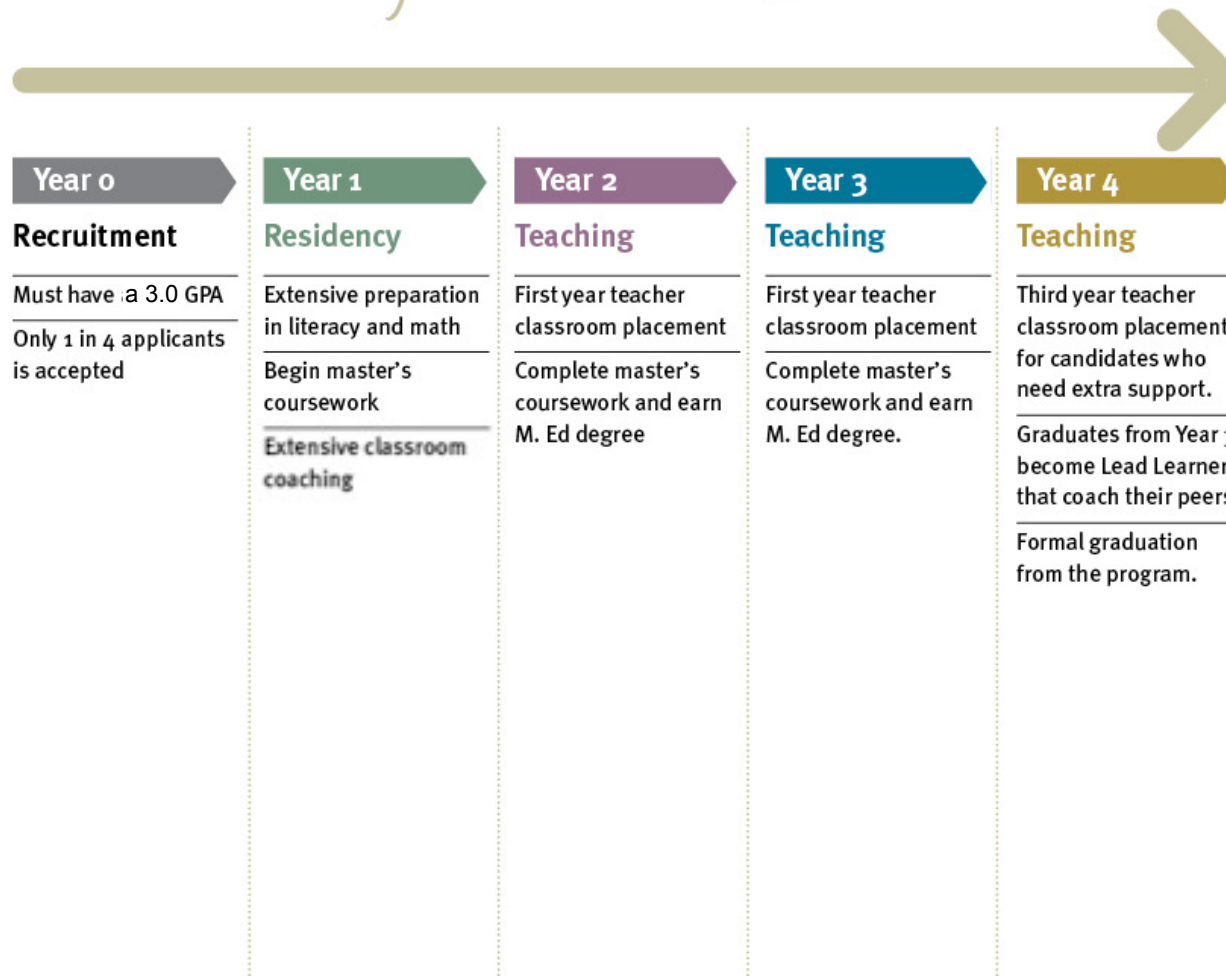 Year 0
Recruitment
Must have a 3.0 GPA
Only 1 in 4 applicants
is accepted
Year 1
Residency
Extensive preparation
in literacy and math
Begin master's
coursework
Extensive classroom
coaching
Year 2
Teaching
First year teacher
classroom placement
Complete master's
coursework and earn
M. Ed degree
Year 3
Teaching
First year teacher
classroom placement
Complete master's
coursework and earn
M. Ed degree.
Year 4
Teaching
Third year teacher
classroom placement
for candidates who
need extra support.
Graduates from Year
become Lead Learner
that coach their peers
Formal graduation
from the program.